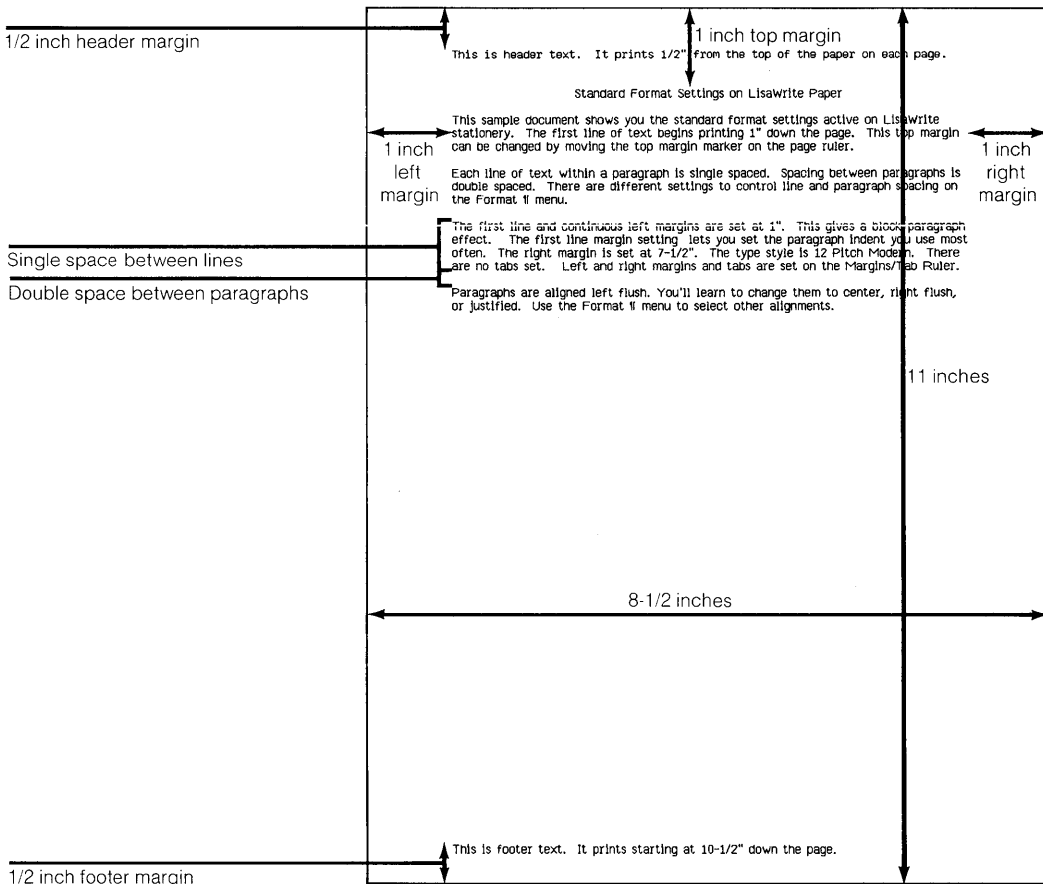 1/2 inch header margin
1 inch top margin
This is header text.  It prints 1/2" from the top of the paper on each page.
Standard Format Settings on LisaWrite Paper
This sample document shows you the standard format settings active on LisaWrite
stationery.  The first line of text begins printing 1" down the page.  This top margin
can be changed by moving the top margin marker on the page ruler.
1 inch
left
margin
1 inch
right
margin
Each line of text within a paragraph is single spaced.  Spacing between paragraphs is
double spaced.  There are different settings to control line and paragraph spacing on
the Format ¶ menu.
The first line and continuous left margins are set at 1".  This gives a block paragraph
effect.   The first line margin setting  lets you set the paragraph indent you use most
often.  The right margin is set at 7-1/2".  The type style is 12 Pitch Modern.  There
are no tabs set.   Left and right margins and tabs are set on the Margins/Tab Ruler.
Single space between lines
Double space between paragraphs
Paragraphs are aligned left flush. You'll learn to change them to center, right flush,
or justified.  Use the Format ¶ menu to select other alignments.
11 inches
8-1/2 inches
This is footer text.  It prints starting at 10-1/2" down the page.
1/2 inch footer margin